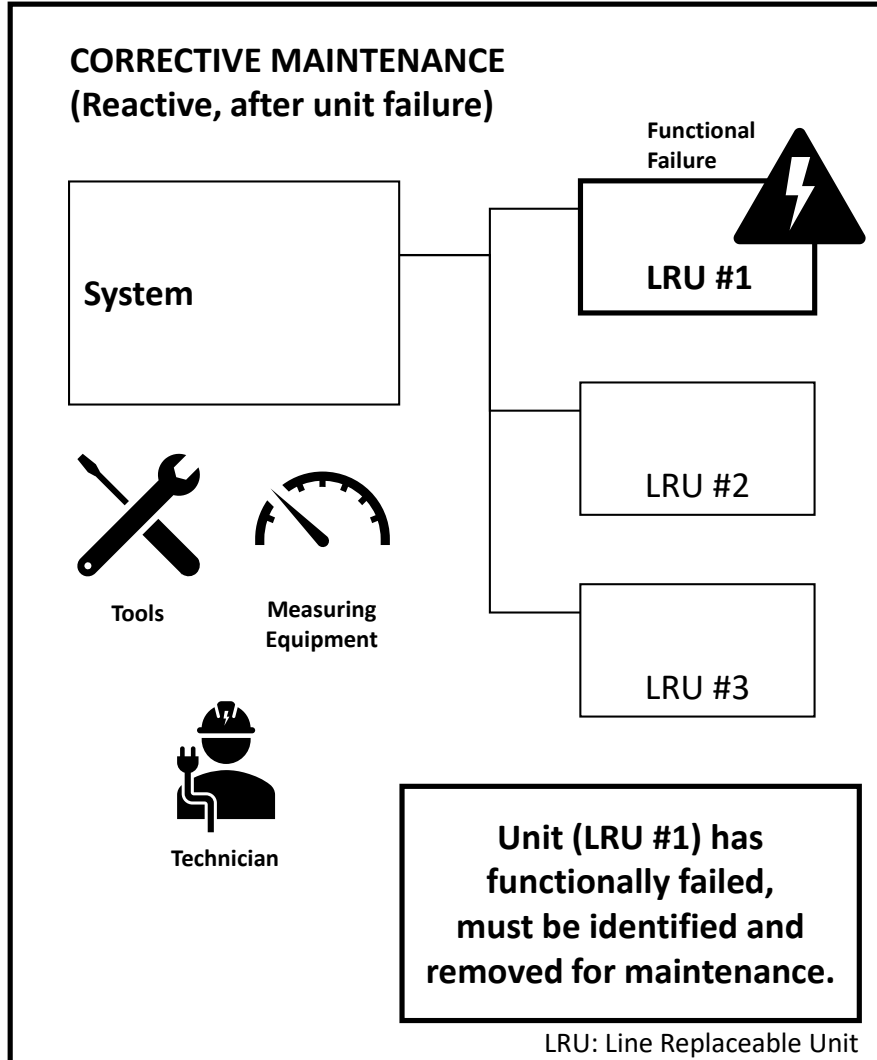 CORRECTIVE MAINTENANCE
(Reactive, after unit failure)
Functional
Failure
System
LRU #1
LRU #2
LRU #3
Tools
Measuring
Equipment
Technician
Unit (LRU #1) has
functionally failed,
must be identified and
removed for maintenance.
LRU: Line Replaceable Unit